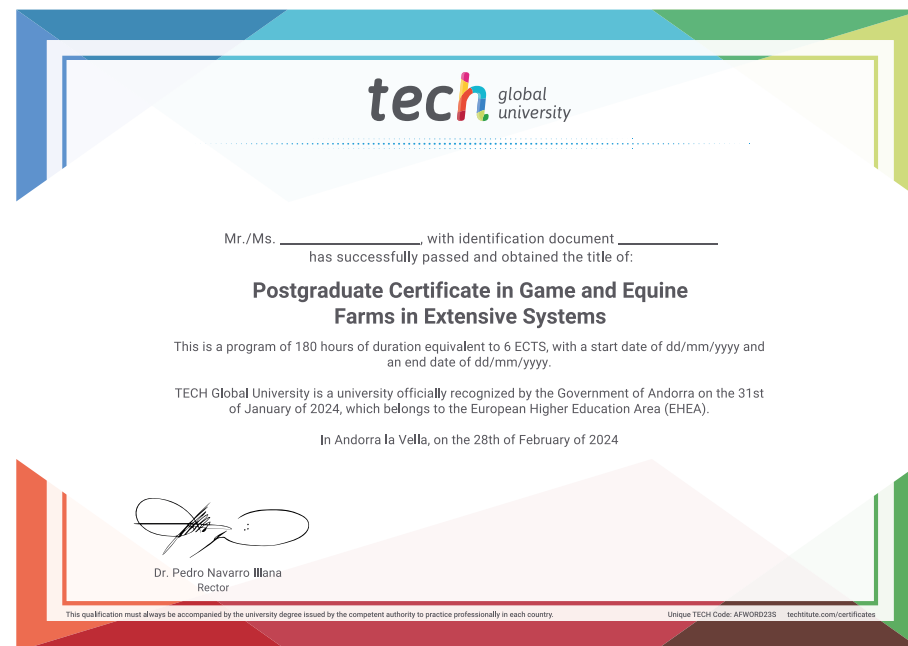 tech global university
Mr./Ms. ____________, with identification document ____________
has successfully passed and obtained the title of:
Postgraduate Certificate in Game and Equine
Farms in Extensive Systems
This is a program of 180 hours of duration equivalent to 6 ECTS, with a start date of dd/mm/yyyy and
an end date of dd/mm/yyyy.
TECH Global University is a university officially recognized by the Government of Andorra on the 31st
of January of 2024, which belongs to the European Higher Education Area (EHEA).
In Andorra la Vella, on the 28th of February of 2024
Dr. Pedro Navarro Illana
Rector
This qualification must always be accompanied by the university degree issued by the competent authority to practice professionally in each country.
Unique TECH Code: AFWORD23S techtitute.com/certificates